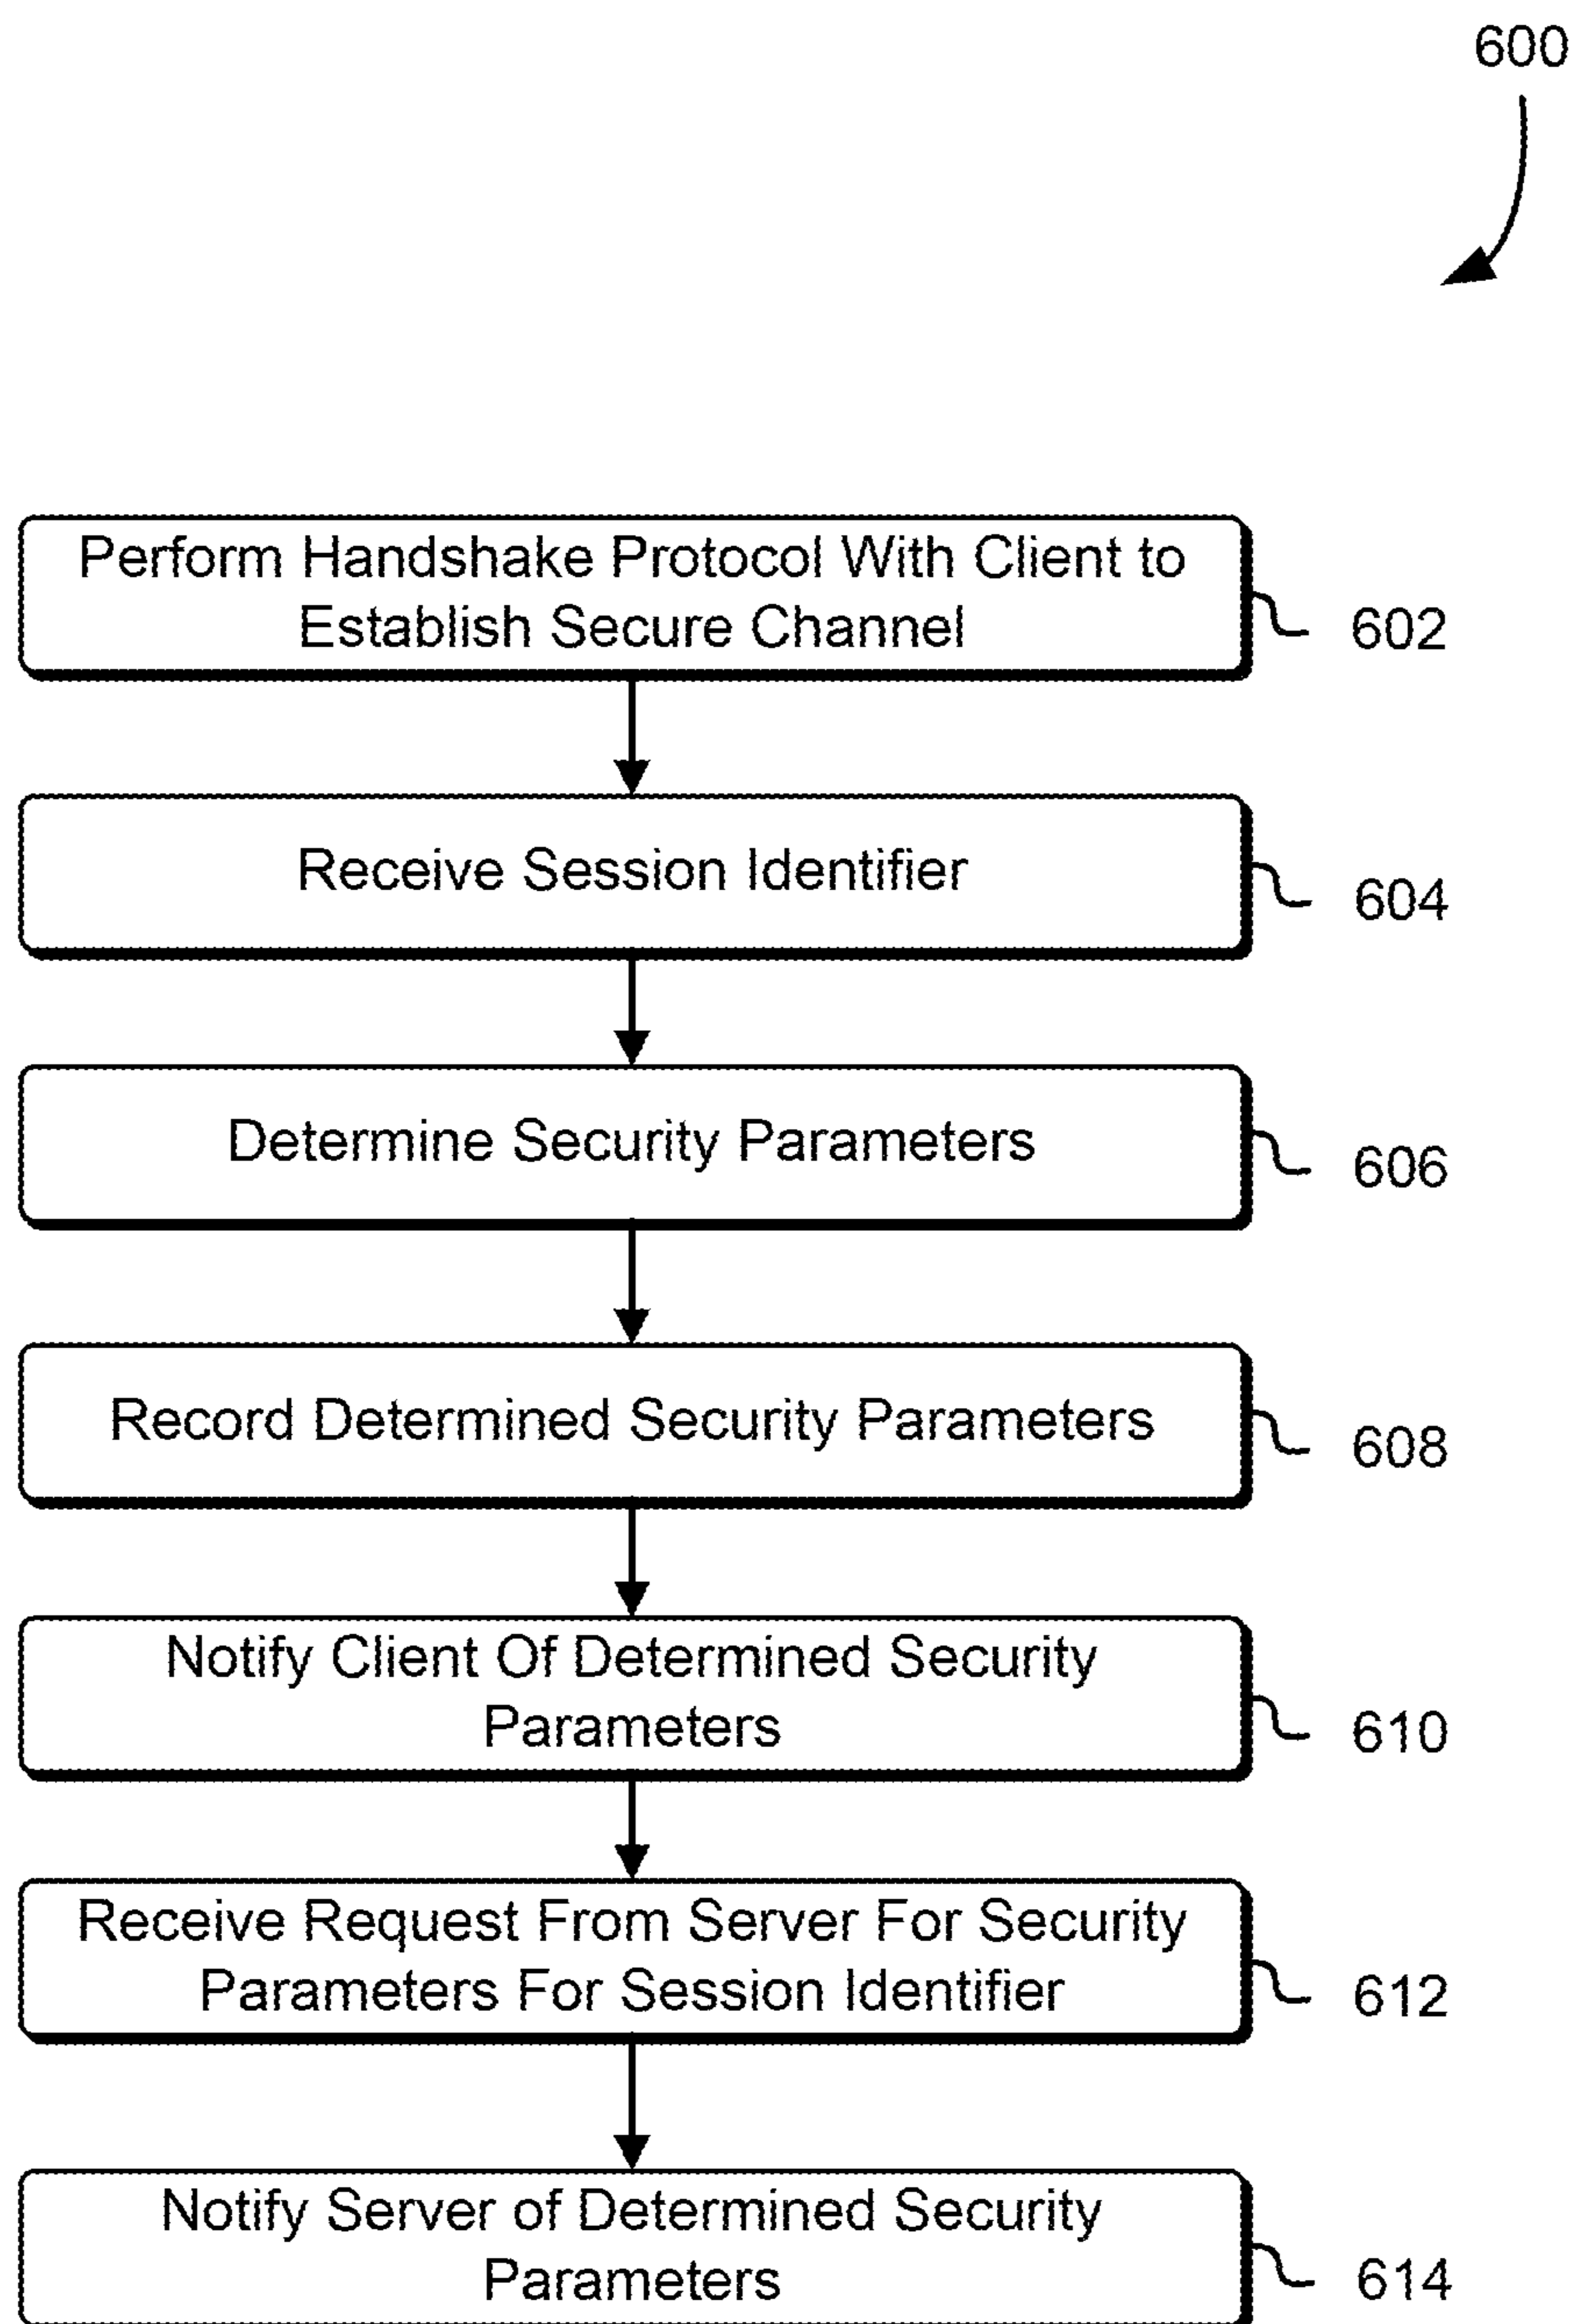 600
Perform Handshake Protocol With Client to
Establish Secure Channel
602
Receive Session Identifier
604
Determine Security Parameters
606
Record Determined Security Parameters
608
Notify Client Of Determined Security
Parameters
610
Receive Request From Server For Security
Parameters For Session Identifier
612
Notify Server of Determined Security
Parameters
614